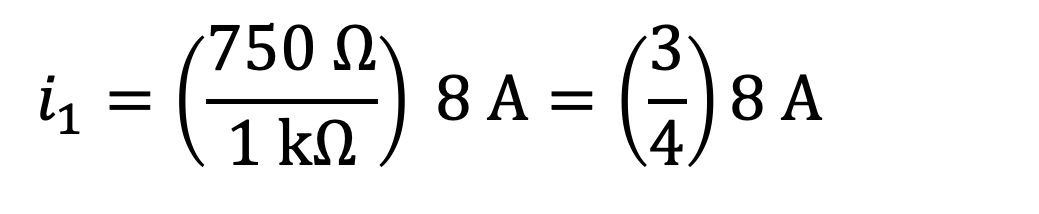 i₁ = (750 Ω / 1 kΩ) 8 A = (3/4) 8 A